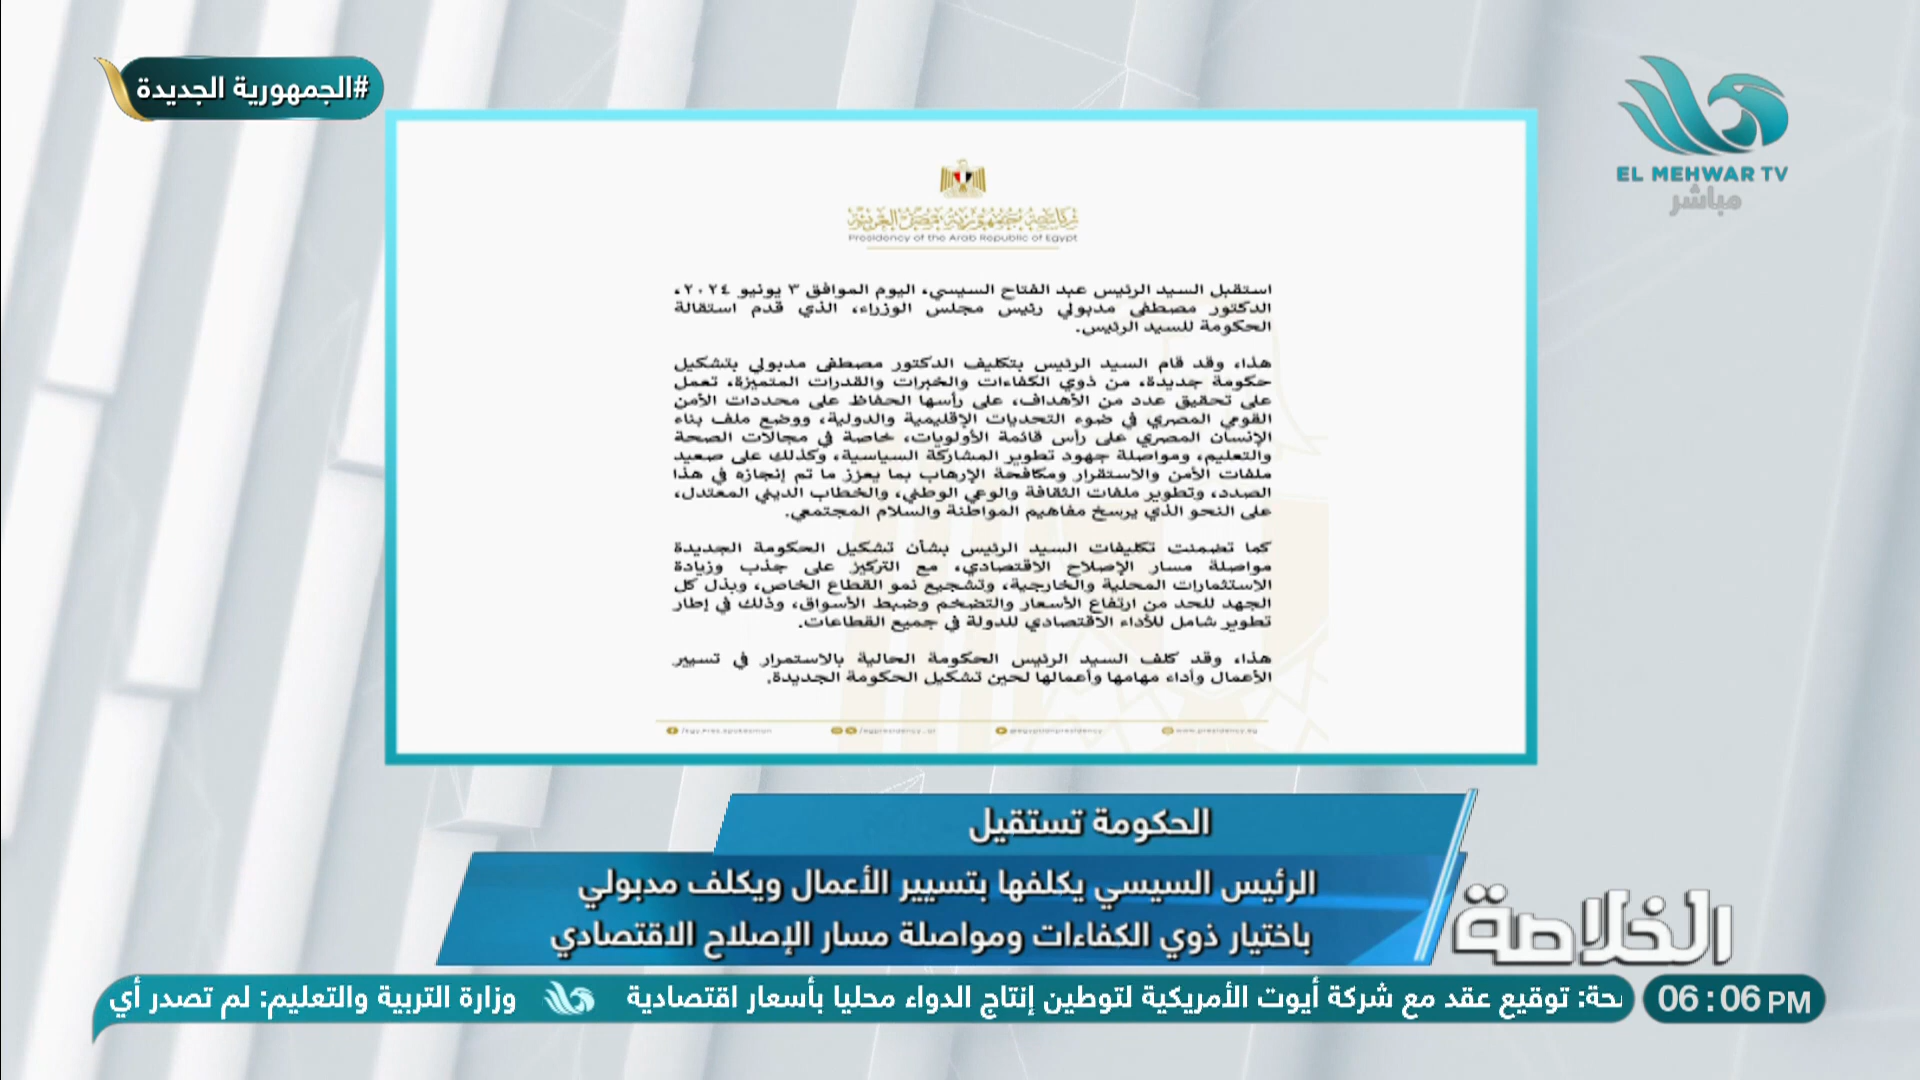 #الجمهورية الجديدة
EL MEHWAR TV
مباشر
رئاسة جمهورية مصر العربية
Presidency of the Arab Republic of Egypt
استقبل السيد الرئيس عبد الفتاح السيسي، اليوم الموافق ٣ يونيو ٢٠٢٤،
الدكتور مصطفى مدبولي رئيس مجلس الوزراء، الذي قدم استقالة
الحكومة للسيد الرئيس.
هذا، وقد قام السيد الرئيس بتكليف الدكتور مصطفى مدبولي بتشكيل
حكومة جديدة، من ذوي الكفاءات والخبرات والقدرات المتميزة، تعمل
على تحقيق عدد من الأهداف، على رأسها الحفاظ على محددات الأمن
القومي المصري في ضوء التحديات الإقليمية والدولية، ووضع ملف بناء
الإنسان المصري على رأس قائمة الأولويات، خاصة في مجالات الصحة
والتعليم، ومواصلة جهود تطوير المشاركة السياسية، وكذلك على صعيد
ملفات الأمن والاستقرار ومكافحة الإرهاب بما يعزز ما تم إنجازه في هذا
الصدد، وتطوير ملفات الثقافة والوعي الوطني، والخطاب الديني المعتدل،
على النحو الذي يرسخ مفاهيم المواطنة والسلام المجتمعي.
كما تضمنت تكليفات السيد الرئيس بشأن تشكيل الحكومة الجديدة
مواصلة مسار الإصلاح الاقتصادي، مع التركيز على جذب وزيادة
الاستثمارات المحلية والخارجية، وتشجيع نمو القطاع الخاص، وبذل كل
الجهد للحد من ارتفاع الأسعار والتضخم وضبط الأسواق، وذلك في إطار
تطوير شامل للأداء الاقتصادي للدولة في جميع القطاعات.
هذا، وقد كلف السيد الرئيس الحكومة الحالية بالاستمرار في تسيير
الأعمال وأداء مهامها وأعمالها لحين تشكيل الحكومة الجديدة.
/egy.pres.spokesman /egpresidency_ar @egyptionpresidency www.presidency.eg
الحكومة تستقيل
الرئيس السيسي يكلفها بتسيير الأعمال ويكلف مدبولي
باختيار ذوي الكفاءات ومواصلة مسار الإصلاح الاقتصادي
الخلاصة
حة: توقيع عقد مع شركة أيوت الأمريكية لتوطين إنتاج الدواء محليا بأسعار اقتصادية وزارة التربية والتعليم: لم تصدر أي
06:06 PM